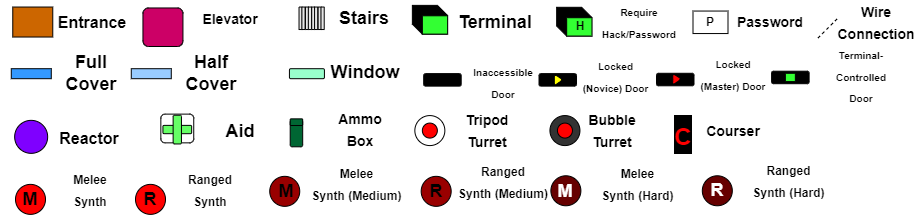 Entrance
Elevator
Stairs
Terminal
H
Require
Hack/Password
P
Password
Wire
Connection
Full
Cover
Half
Cover
Window
Inaccessible
Door
Locked
(Novice) Door
Locked
(Master) Door
Terminal-
Controlled
Door
Reactor
Aid
Ammo
Box
Tripod
Turret
Bubble
Turret
C
Courser
M
Melee
Synth
R
Ranged
Synth
M
Melee
Synth (Medium)
R
Ranged
Synth (Medium)
M
Melee
Synth (Hard)
R
Ranged
Synth (Hard)